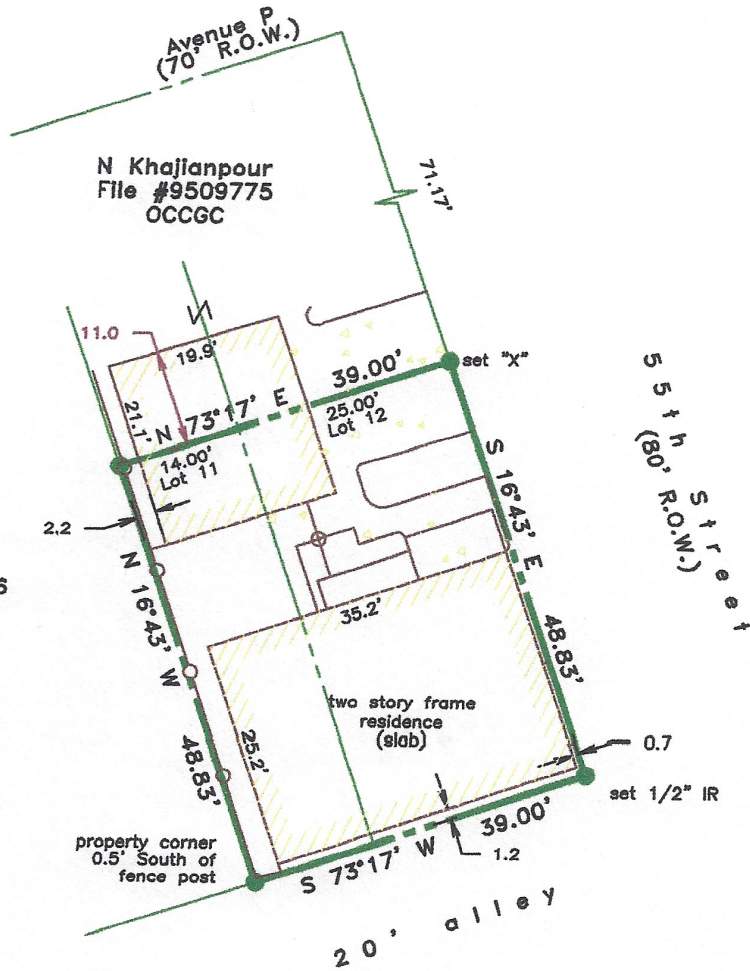 Avenue P
(70' R.O.W.)
N Khajianpour
File #9509775
OCCGC
71.17'
11.0
19.9'
21.1'
N 73°17' E
39.00'
set "X"
25.00'
Lot 12
14.00'
Lot 11
55th Street
(80' R.O.W.)
2.2
N 16°43' W
48.83'
S 16°43' E
48.83'
35.2'
two story frame
residence
(slab)
25.2'
0.7
set 1/2" IR
property corner
0.5' South of
fence post
S 73°17' W
39.00'
1.2
20' alley